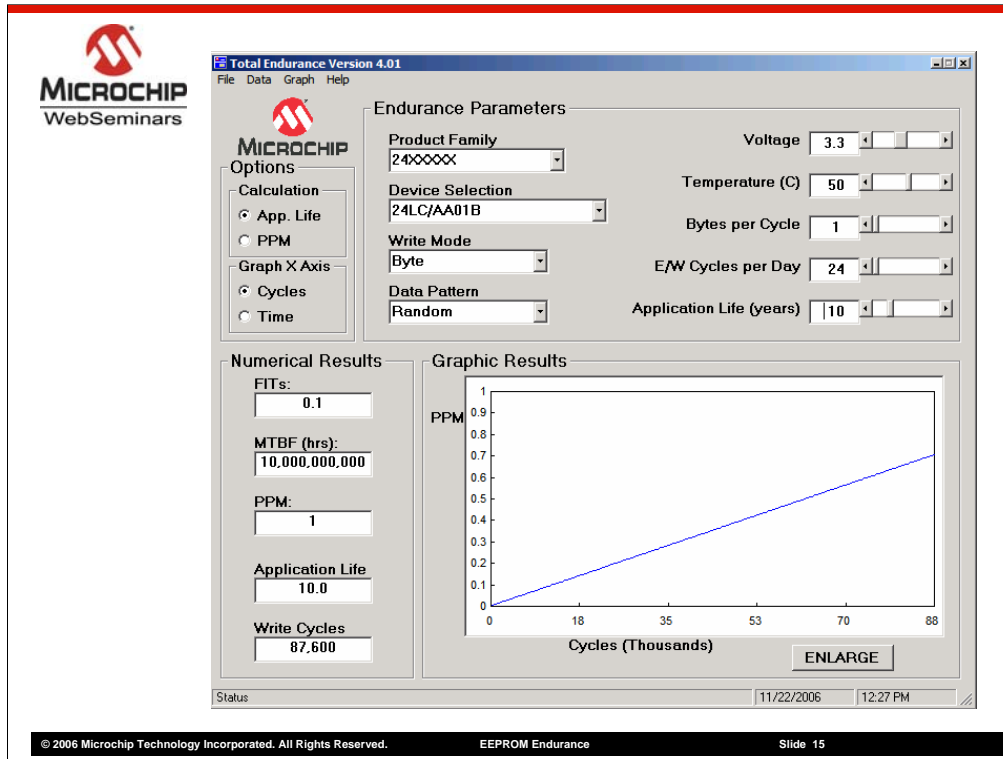 MICROCHIP
WebSeminars
Total Endurance Version 4.01
File Data Graph Help
MICROCHIP
Options
Calculation
App. Life
PPM
Graph X Axis
Cycles
Time
Endurance Parameters
Product Family
24XXXXX
Device Selection
24LC/AA01B
Write Mode
Byte
Data Pattern
Random
Voltage 3.3
Temperature (C) 50
Bytes per Cycle 1
E/W Cycles per Day 24
Application Life (years) 10
Numerical Results
FITs:
0.1
MTBF (hrs):
10,000,000,000
PPM:
1
Application Life
10.0
Write Cycles
87,600
Graphic Results
PPM
1
0.9
0.8
0.7
0.6
0.5
0.4
0.3
0.2
0.1
0
0 18 35 53 70 88
Cycles (Thousands)
ENLARGE
Status 11/22/2006 12:27 PM
© 2006 Microchip Technology Incorporated. All Rights Reserved. EEPROM Endurance Slide 15